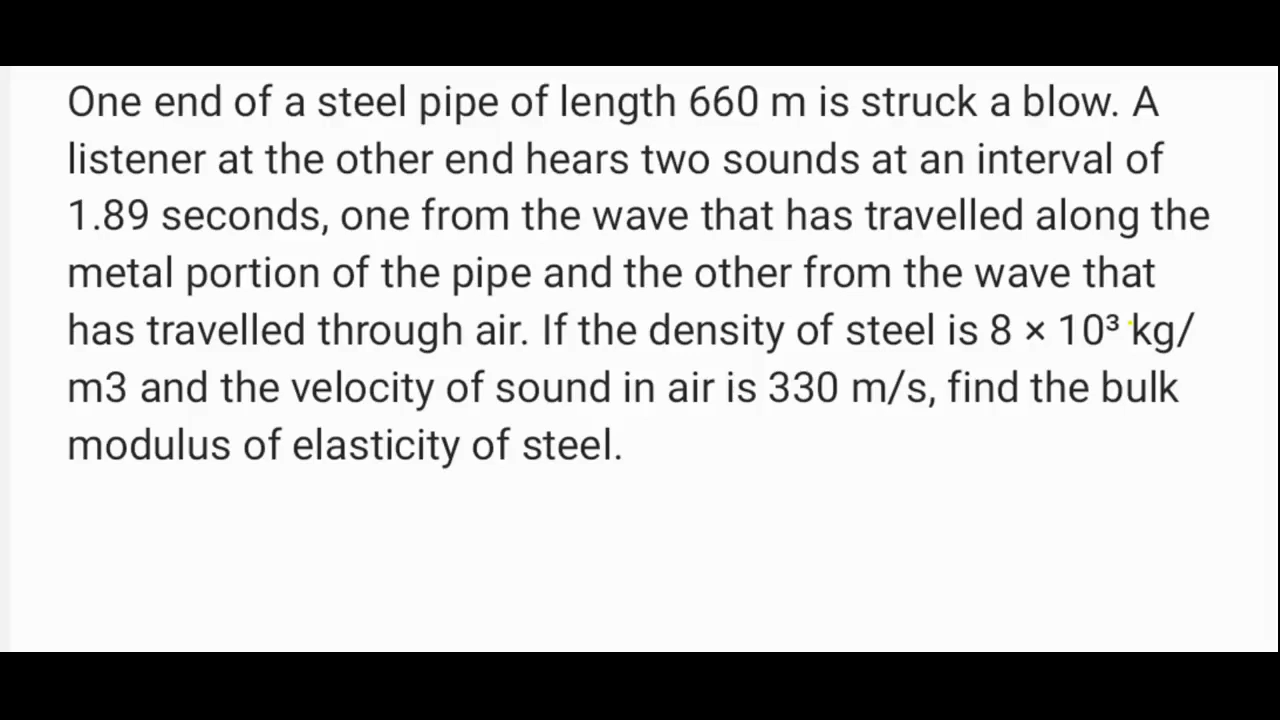 One end of a steel pipe of length 660 m is struck a blow. A
listener at the other end hears two sounds at an interval of
1.89 seconds, one from the wave that has travelled along the
metal portion of the pipe and the other from the wave that
has travelled through air. If the density of steel is 8 × 10³ kg/
m3 and the velocity of sound in air is 330 m/s, find the bulk
modulus of elasticity of steel.